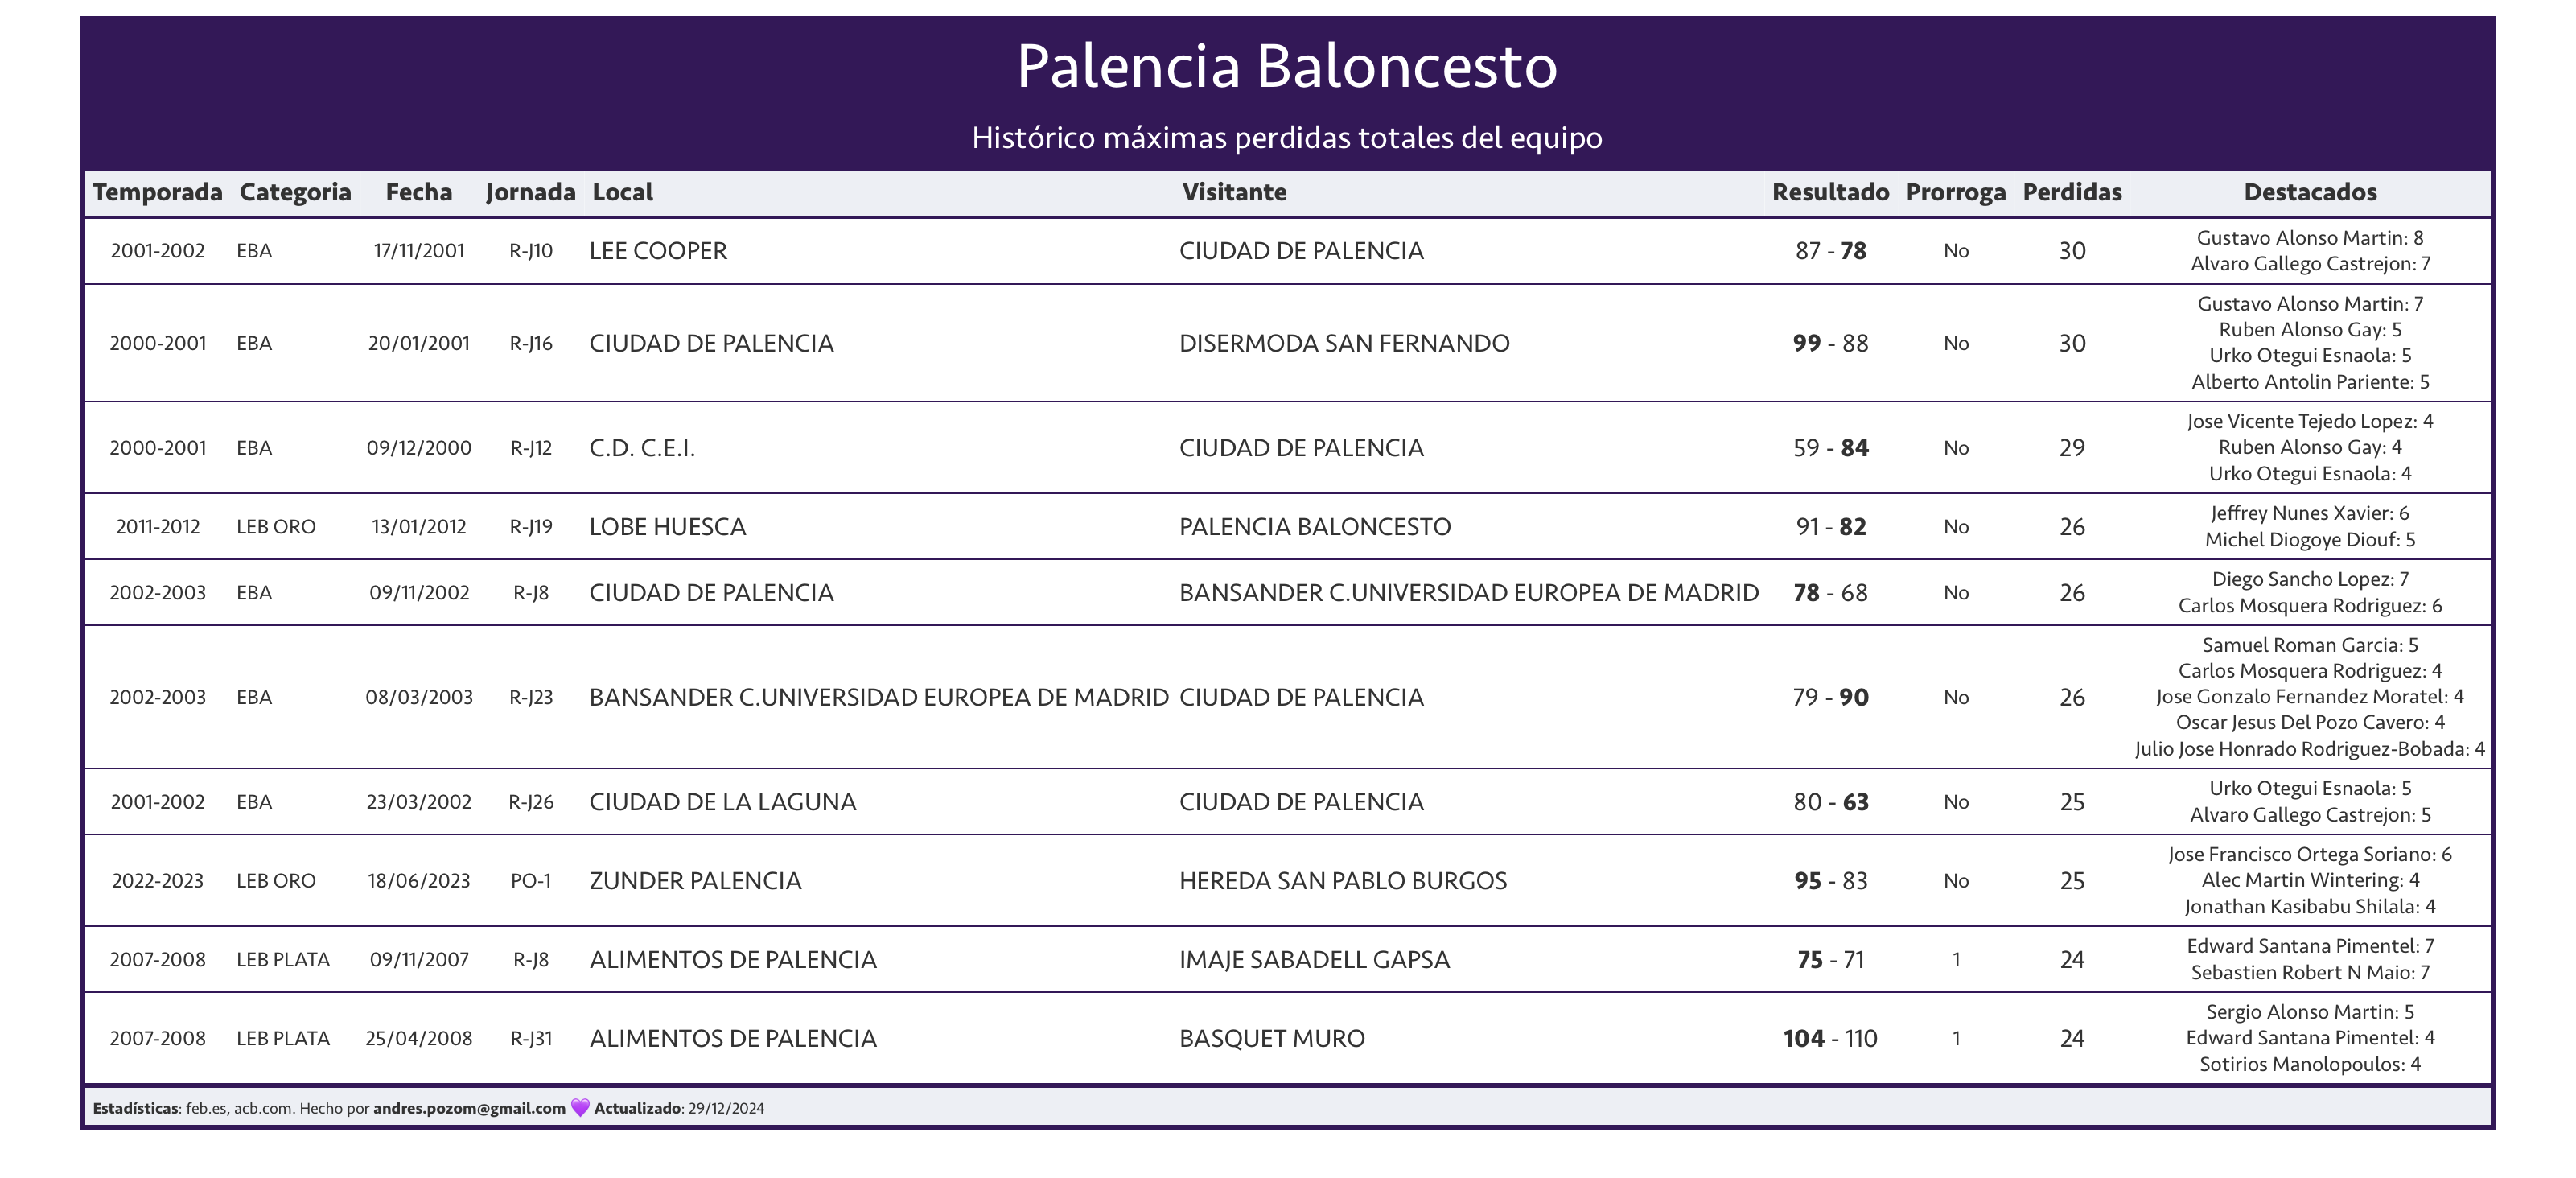 Palencia Baloncesto
Histórico máximas perdidas totales del equipo
Temporada Categoria Fecha Jornada Local Visitante Resultado Prorroga Perdidas Destacados
2001-2002 EBA 17/11/2001 R-J10 LEE COOPER CIUDAD DE PALENCIA 87 - 78 No 30 Gustavo Alonso Martin: 8
Alvaro Gallego Castrejon: 7
2000-2001 EBA 20/01/2001 R-J16 CIUDAD DE PALENCIA DISERMODA SAN FERNANDO 99 - 88 No 30 Gustavo Alonso Martin: 7
Ruben Alonso Gay: 5
Urko Otegui Esnaola: 5
Alberto Antolin Pariente: 5
2000-2001 EBA 09/12/2000 R-J12 C.D. C.E.I. CIUDAD DE PALENCIA 59 - 84 No 29 Jose Vicente Tejedo Lopez: 4
Ruben Alonso Gay: 4
Urko Otegui Esnaola: 4
2011-2012 LEB ORO 13/01/2012 R-J19 LOBE HUESCA PALENCIA BALONCESTO 91 - 82 No 26 Jeffrey Nunes Xavier: 6
Michel Diogoye Diouf: 5
2002-2003 EBA 09/11/2002 R-J8 CIUDAD DE PALENCIA BANSANDER C.UNIVERSIDAD EUROPEA DE MADRID 78 - 68 No 26 Diego Sancho Lopez: 7
Carlos Mosquera Rodriguez: 6
2002-2003 EBA 08/03/2003 R-J23 BANSANDER C.UNIVERSIDAD EUROPEA DE MADRID CIUDAD DE PALENCIA 79 - 90 No 26 Samuel Roman Garcia: 5
Carlos Mosquera Rodriguez: 4
Jose Gonzalo Fernandez Moratel: 4
Oscar Jesus Del Pozo Cavero: 4
Julio Jose Honrado Rodriguez-Bobada: 4
2001-2002 EBA 23/03/2002 R-J26 CIUDAD DE LA LAGUNA CIUDAD DE PALENCIA 80 - 63 No 25 Urko Otegui Esnaola: 5
Alvaro Gallego Castrejon: 5
2022-2023 LEB ORO 18/06/2023 PO-1 ZUNDER PALENCIA HEREDA SAN PABLO BURGOS 95 - 83 No 25 Jose Francisco Ortega Soriano: 6
Alec Martin Wintering: 4
Jonathan Kasibabu Shilala: 4
2007-2008 LEB PLATA 09/11/2007 R-J8 ALIMENTOS DE PALENCIA IMAJE SABADELL GAPSA 75 - 71 1 24 Edward Santana Pimentel: 7
Sebastien Robert N Maio: 7
2007-2008 LEB PLATA 25/04/2008 R-J31 ALIMENTOS DE PALENCIA BASQUET MURO 104 - 110 1 24 Sergio Alonso Martin: 5
Edward Santana Pimentel: 4
Sotirios Manolopoulos: 4
Estadísticas: feb.es, acb.com. Hecho por andres.pozom@gmail.com 💜 Actualizado: 29/12/2024